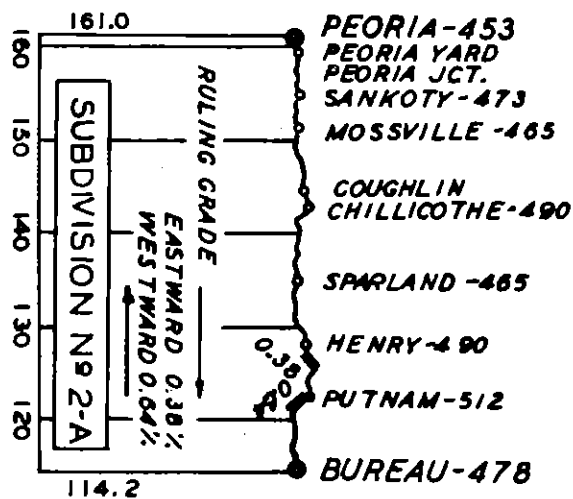 161.0
PEORIA-453
PEORIA YARD
PEORIA JCT.
SANKOTY-473
MOSSVILLE-465
COUGHLIN
CHILLICOTHE-490
SPARLAND-465
HENRY-490
PUTNAM-512
BUREAU-478
160
150
140
130
120
114.2
SUBDIVISION Nº 2-A
RULING GRADE
EASTWARD 0.38%
WESTWARD 0.64%
0.38